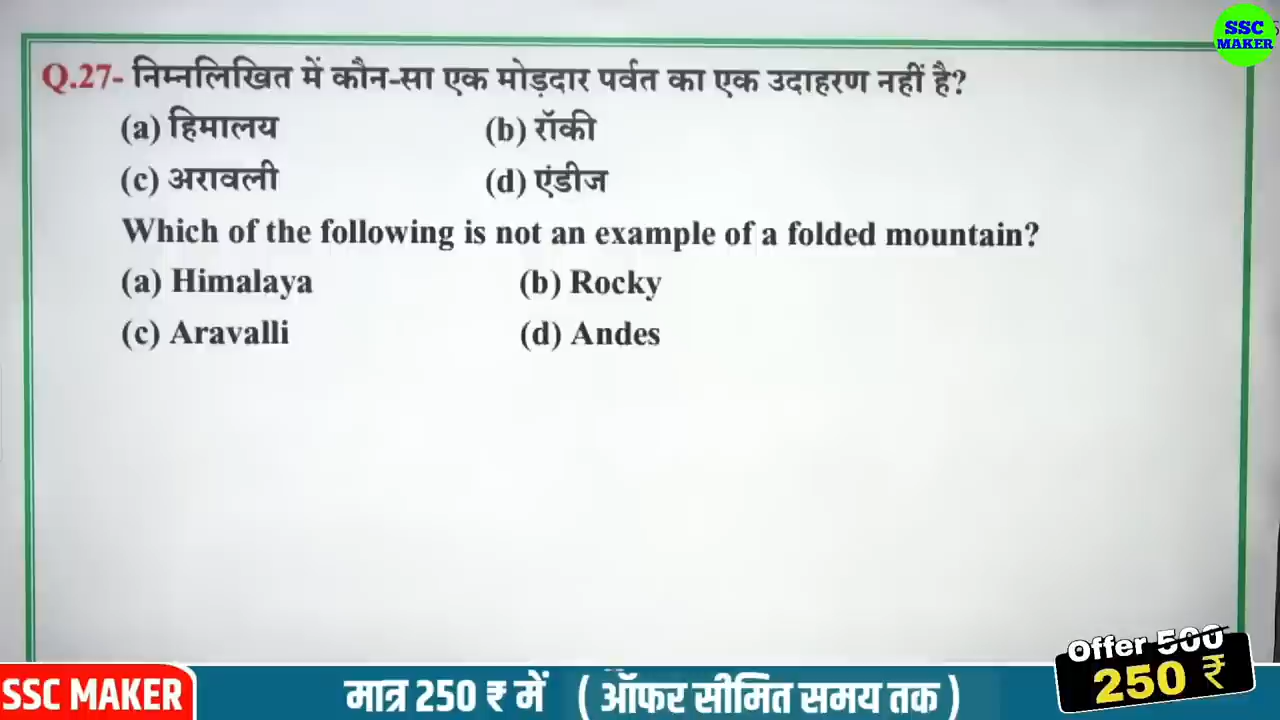 SSC
MAKER
Q.27- निम्नलिखित में कौन-सा एक मोड़दार पर्वत का एक उदाहरण नहीं है?
(a) हिमालय (b) रॉकी
(c) अरावली (d) एंडीज
Which of the following is not an example of a folded mountain?
(a) Himalaya (b) Rocky
(c) Aravalli (d) Andes
Offer 500
250 ₹
SSC MAKER मात्र 250 ₹ में ( ऑफर सीमित समय तक )